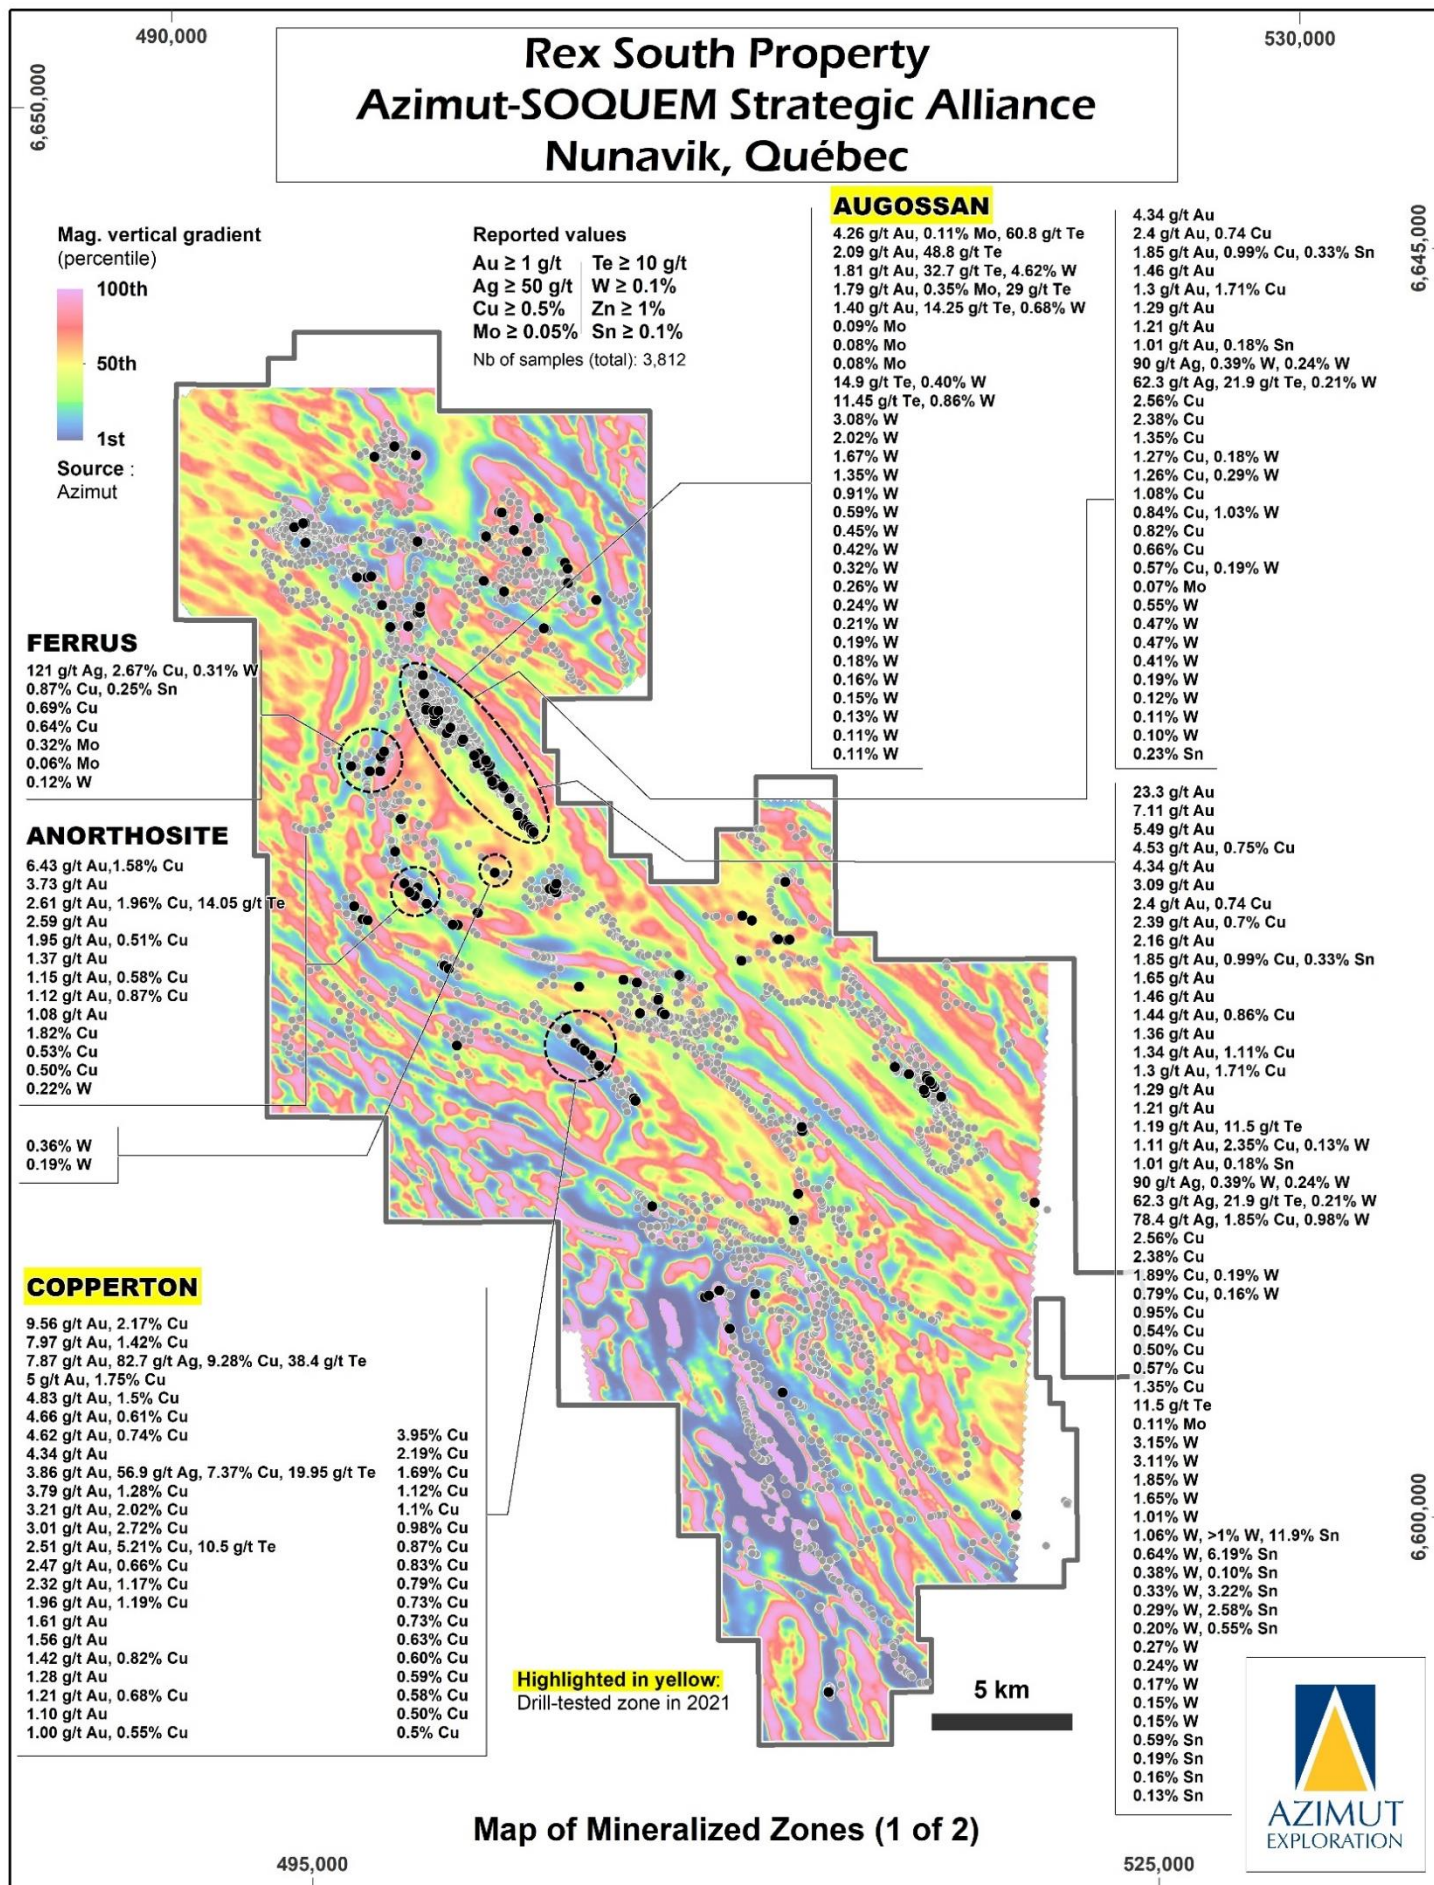 490,000
530,000
6,650,000
Rex South Property
Azimut-SOQUEM Strategic Alliance
Nunavik, Québec
6,645,000
Mag. vertical gradient
(percentile)
100th
50th
1st
Source :
Azimut
Reported values
Au ≥ 1 g/t
Ag ≥ 50 g/t
Cu ≥ 0.5%
Mo ≥ 0.05%
Te ≥ 10 g/t
W ≥ 0.1%
Zn ≥ 1%
Sn ≥ 0.1%
Nb of samples (total): 3,812
AUGOSSAN
4.26 g/t Au, 0.11% Mo, 60.8 g/t Te
2.09 g/t Au, 48.8 g/t Te
1.81 g/t Au, 32.7 g/t Te, 4.62% W
1.79 g/t Au, 0.35% Mo, 29 g/t Te
1.40 g/t Au, 14.25 g/t Te, 0.68% W
0.09% Mo
0.08% Mo
0.08% Mo
14.9 g/t Te, 0.40% W
11.45 g/t Te, 0.86% W
3.08% W
2.02% W
1.67% W
1.35% W
0.91% W
0.59% W
0.45% W
0.42% W
0.32% W
0.26% W
0.24% W
0.21% W
0.19% W
0.18% W
0.16% W
0.15% W
0.13% W
0.11% W
0.11% W
4.34 g/t Au
2.4 g/t Au, 0.74 Cu
1.85 g/t Au, 0.99% Cu, 0.33% Sn
1.46 g/t Au
1.3 g/t Au, 1.71% Cu
1.29 g/t Au
1.21 g/t Au
1.01 g/t Au, 0.18% Sn
90 g/t Ag, 0.39% W, 0.24% W
62.3 g/t Ag, 21.9 g/t Te, 0.21% W
2.56% Cu
2.38% Cu
1.35% Cu
1.27% Cu, 0.18% W
1.26% Cu, 0.29% W
1.08% Cu
0.84% Cu, 1.03% W
0.82% Cu
0.66% Cu
0.57% Cu, 0.19% W
0.07% Mo
0.55% W
0.47% W
0.47% W
0.41% W
0.19% W
0.12% W
0.11% W
0.10% W
0.23% Sn
23.3 g/t Au
7.11 g/t Au
5.49 g/t Au
4.53 g/t Au, 0.75% Cu
4.34 g/t Au
3.09 g/t Au
2.4 g/t Au, 0.74 Cu
2.39 g/t Au, 0.7% Cu
2.16 g/t Au
1.85 g/t Au, 0.99% Cu, 0.33% Sn
1.65 g/t Au
1.46 g/t Au
1.44 g/t Au, 0.86% Cu
1.36 g/t Au
1.34 g/t Au, 1.11% Cu
1.3 g/t Au, 1.71% Cu
1.29 g/t Au
1.21 g/t Au
1.19 g/t Au, 11.5 g/t Te
1.11 g/t Au, 2.35% Cu, 0.13% W
1.01 g/t Au, 0.18% Sn
90 g/t Ag, 0.39% W, 0.24% W
62.3 g/t Ag, 21.9 g/t Te, 0.21% W
78.4 g/t Ag, 1.85% Cu, 0.98% W
2.56% Cu
2.38% Cu
1.89% Cu, 0.19% W
0.79% Cu, 0.16% W
0.95% Cu
0.54% Cu
0.50% Cu
0.57% Cu
1.35% Cu
11.5 g/t Te
0.11% Mo
3.15% W
3.11% W
1.85% W
1.65% W
1.01% W
1.06% W, >1% W, 11.9% Sn
0.64% W, 6.19% Sn
0.38% W, 0.10% Sn
0.33% W, 3.22% Sn
0.29% W, 2.58% Sn
0.20% W, 0.55% Sn
0.27% W
0.24% W
0.17% W
0.15% W
0.15% W
0.59% Sn
0.19% Sn
0.16% Sn
0.13% Sn
FERRUS
121 g/t Ag, 2.67% Cu, 0.31% W
0.87% Cu, 0.25% Sn
0.69% Cu
0.64% Cu
0.32% Mo
0.06% Mo
0.12% W
ANORTHOSITE
6.43 g/t Au,1.58% Cu
3.73 g/t Au
2.61 g/t Au, 1.96% Cu, 14.05 g/t Te
2.59 g/t Au
1.95 g/t Au, 0.51% Cu
1.37 g/t Au
1.15 g/t Au, 0.58% Cu
1.12 g/t Au, 0.87% Cu
1.08 g/t Au
1.82% Cu
0.53% Cu
0.50% Cu
0.22% W
0.36% W
0.19% W
COPPERTON
9.56 g/t Au, 2.17% Cu
7.97 g/t Au, 1.42% Cu
7.87 g/t Au, 82.7 g/t Ag, 9.28% Cu, 38.4 g/t Te
5 g/t Au, 1.75% Cu
4.83 g/t Au, 1.5% Cu
4.66 g/t Au, 0.61% Cu
4.62 g/t Au, 0.74% Cu
4.34 g/t Au
3.86 g/t Au, 56.9 g/t Ag, 7.37% Cu, 19.95 g/t Te
3.79 g/t Au, 1.28% Cu
3.21 g/t Au, 2.02% Cu
3.01 g/t Au, 2.72% Cu
2.51 g/t Au, 5.21% Cu, 10.5 g/t Te
2.47 g/t Au, 0.66% Cu
2.32 g/t Au, 1.17% Cu
1.96 g/t Au, 1.19% Cu
1.61 g/t Au
1.56 g/t Au
1.42 g/t Au, 0.82% Cu
1.28 g/t Au
1.21 g/t Au, 0.68% Cu
1.10 g/t Au
1.00 g/t Au, 0.55% Cu
3.95% Cu
2.19% Cu
1.69% Cu
1.12% Cu
1.1% Cu
0.98% Cu
0.87% Cu
0.83% Cu
0.79% Cu
0.73% Cu
0.73% Cu
0.63% Cu
0.60% Cu
0.59% Cu
0.58% Cu
0.50% Cu
0.5% Cu
Highlighted in yellow:
Drill-tested zone in 2021
5 km
6,600,000
AZIMUT
EXPLORATION
Map of Mineralized Zones (1 of 2)
495,000
525,000